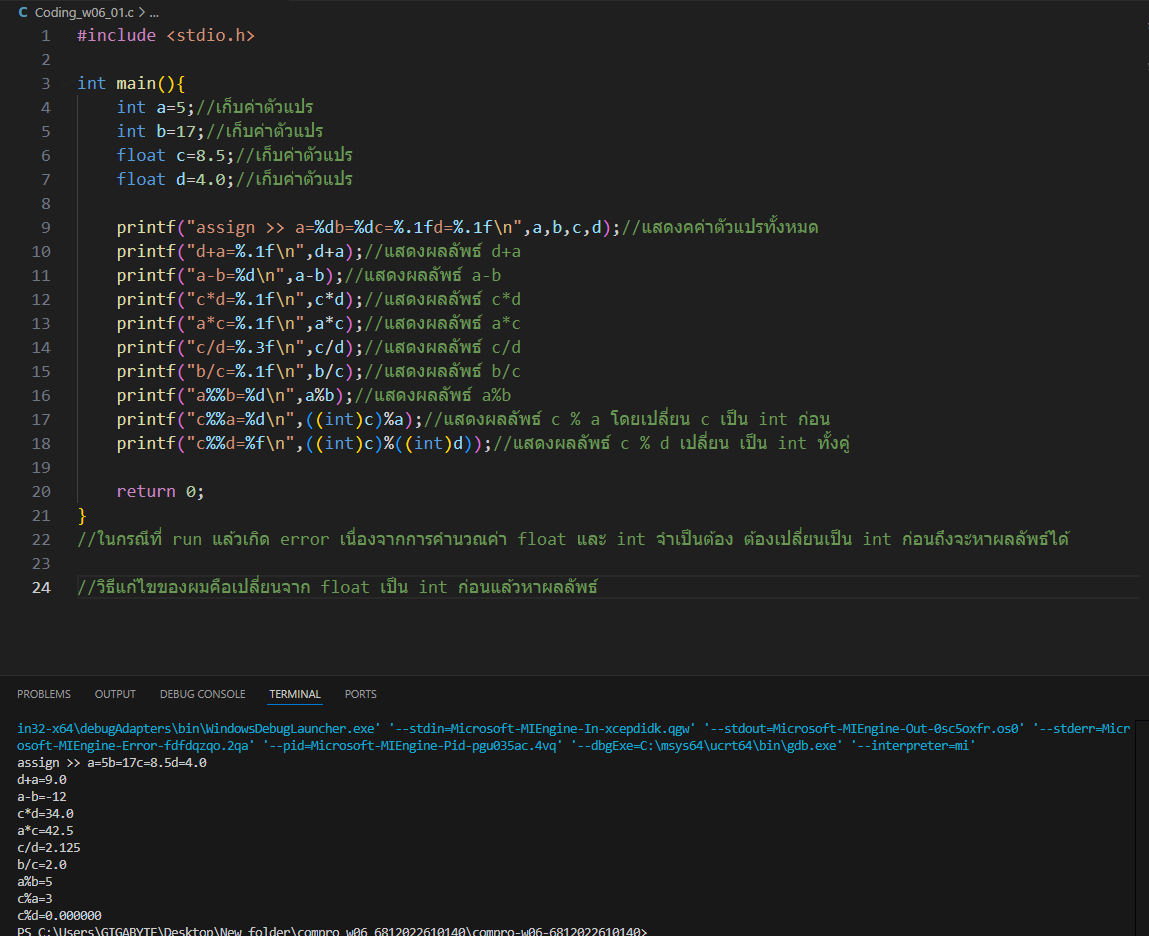 C Coding_w06_01.c > ...
1 #include <stdio.h>
2
3 int main(){
4 int a=5;//เก็บค่าตัวแปร
5 int b=17;//เก็บค่าตัวแปร
6 float c=8.5;//เก็บค่าตัวแปร
7 float d=4.0;//เก็บค่าตัวแปร
8
9 printf("assign >> a=%db=%dc=%.1fd=%.1f\n",a,b,c,d);//แสดงคค่าตัวแปรทั้งหมด
10 printf("d+a=%.1f\n",d+a);//แสดงผลลัพธ์ d+a
11 printf("a-b=%d\n",a-b);//แสดงผลลัพธ์ a-b
12 printf("c*d=%.1f\n",c*d);//แสดงผลลัพธ์ c*d
13 printf("a*c=%.1f\n",a*c);//แสดงผลลัพธ์ a*c
14 printf("c/d=%.3f\n",c/d);//แสดงผลลัพธ์ c/d
15 printf("b/c=%.1f\n",b/c);//แสดงผลลัพธ์ b/c
16 printf("a%%b=%d\n",a%b);//แสดงผลลัพธ์ a%b
17 printf("c%%a=%d\n",((int)c)%a);//แสดงผลลัพธ์ c % a โดยเปลี่ยน c เป็น int ก่อน
18 printf("c%%d=%f\n",((int)c)%((int)d));//แสดงผลลัพธ์ c % d เปลี่ยน เป็น int ทั้งคู่
19
20 return 0;
21 }
22 //ในกรณีที่ run แล้วเกิด error เนื่องจากการคำนวณค่า float และ int จำเป็นต้อง ต้องเปลี่ยนเป็น int ก่อนถึงจะหาผลลัพธ์ได้
23
24 //วิธีแก้ไขของผมคือเปลี่ยนจาก float เป็น int ก่อนแล้วหาผลลัพธ์
PROBLEMS OUTPUT DEBUG CONSOLE TERMINAL PORTS
in32-x64\debugAdapters\bin\WindowsDebugLauncher.exe' '--stdin=Microsoft-MIEngine-In-xcepdidk.qgw' '--stdout=Microsoft-MIEngine-Out-0sc5oxfr.os0' '--stderr=Micr
osoft-MIEngine-Error-fdfdqzqo.2qa' '--pid=Microsoft-MIEngine-Pid-pgu035ac.4vq' '--dbgExe=C:\msys64\ucrt64\bin\gdb.exe' '--interpreter=mi'
assign >> a=5b=17c=8.5d=4.0
d+a=9.0
a-b=-12
c*d=34.0
a*c=42.5
c/d=2.125
b/c=2.0
a%b=5
c%a=3
c%d=0.000000
PS C:\Users\GIGABYTE\Desktop\New folder\compro_w06_6812022610140\compro-w06-6812022610140>